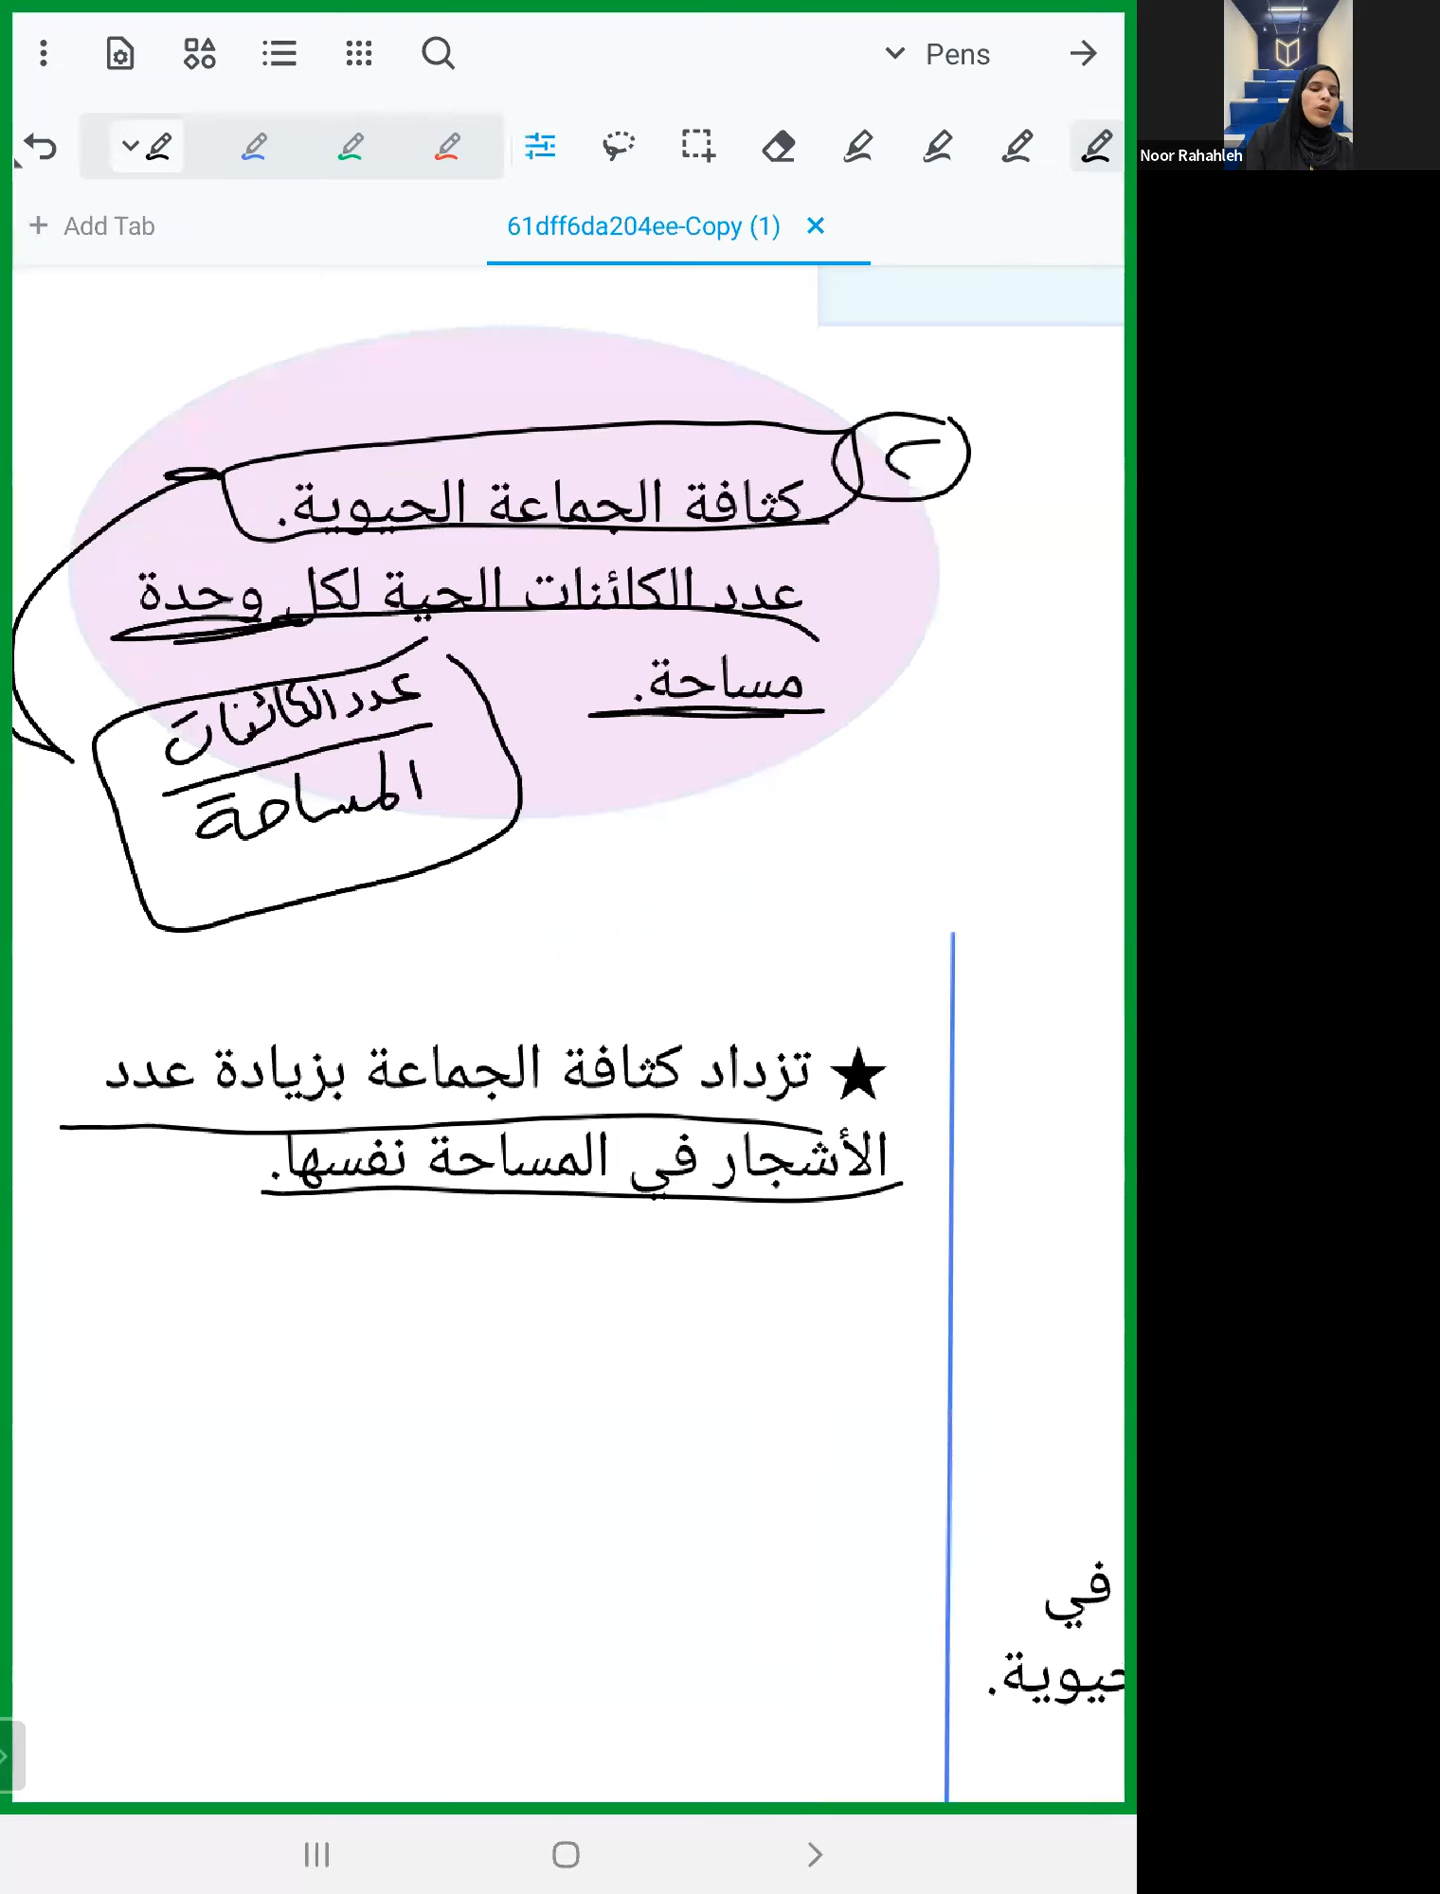 Pens
Noor Rahahleh
+ Add Tab
61dff6da204ee-Copy (1) ×
٢
كثافة الجماعة الحيوية.
عدد الكائنات الحية لكل وحدة
مساحة.
عدد الكائنات
المساحة
★ تزداد كثافة الجماعة بزيادة عدد
الأشجار في المساحة نفسها.
في
حيوية.